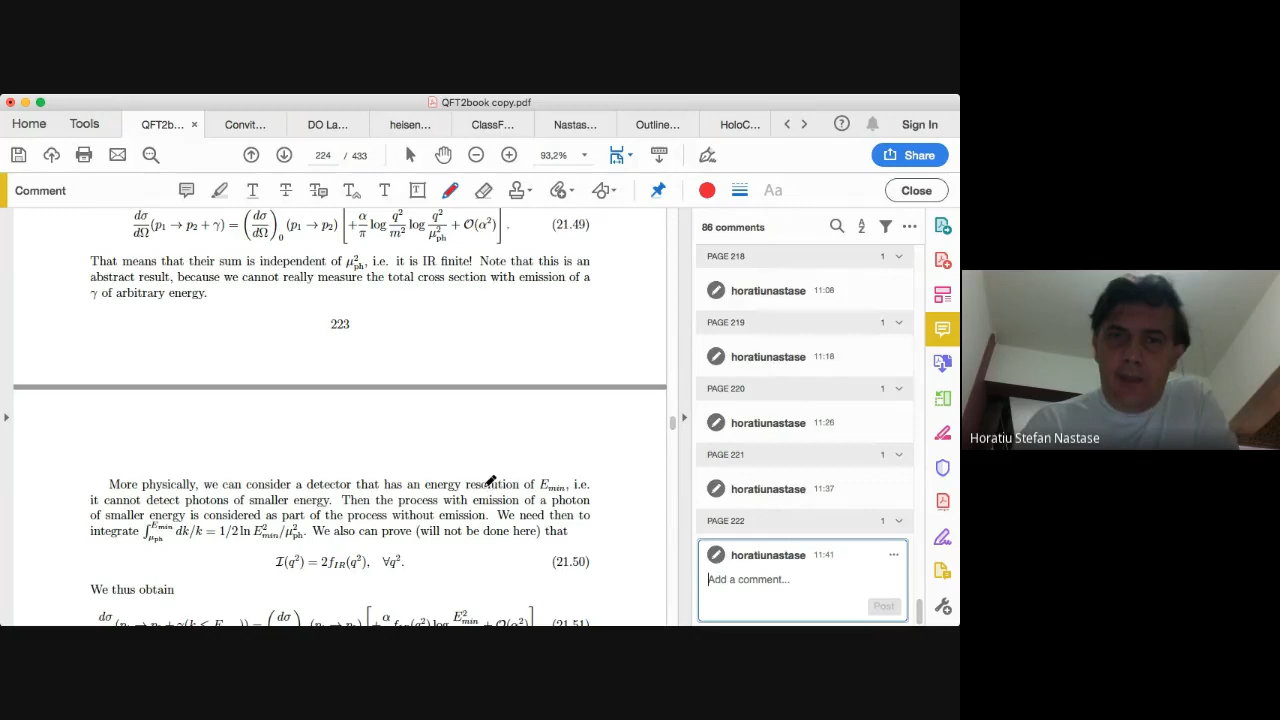 QFT2book copy.pdf
Home Tools QFT2b... × Convit... DO La... heisen... ClassF... Nastas... Outline... HoloC... Sign In
224 / 433 93,2% Share
Comment Aa Close
dσ/dΩ (p₁ → p₂ + γ) = (dσ/dΩ)₀ (p₁ → p₂) [+ α/π log q²/m² log q²/μ²ph + O(α²)] . (21.49)
That means that their sum is independent of μ²ph, i.e. it is IR finite! Note that this is an
abstract result, because we cannot really measure the total cross section with emission of a
γ of arbitrary energy.
223
More physically, we can consider a detector that has an energy resolution of Emin, i.e.
it cannot detect photons of smaller energy. Then the process with emission of a photon
of smaller energy is considered as part of the process without emission. We need then to
integrate ∫μph^Emin dk/k = 1/2 ln E²min/μ²ph. We also can prove (will not be done here) that
I(q²) = 2fIR(q²), ∀q². (21.50)
We thus obtain
86 comments
PAGE 218 1
horatiunastase 11:08
PAGE 219 1
horatiunastase 11:18
PAGE 220 1
horatiunastase 11:26
PAGE 221 1
horatiunastase 11:37
PAGE 222 1
horatiunastase 11:41
Add a comment...
Post
Horatiu Stefan Nastase